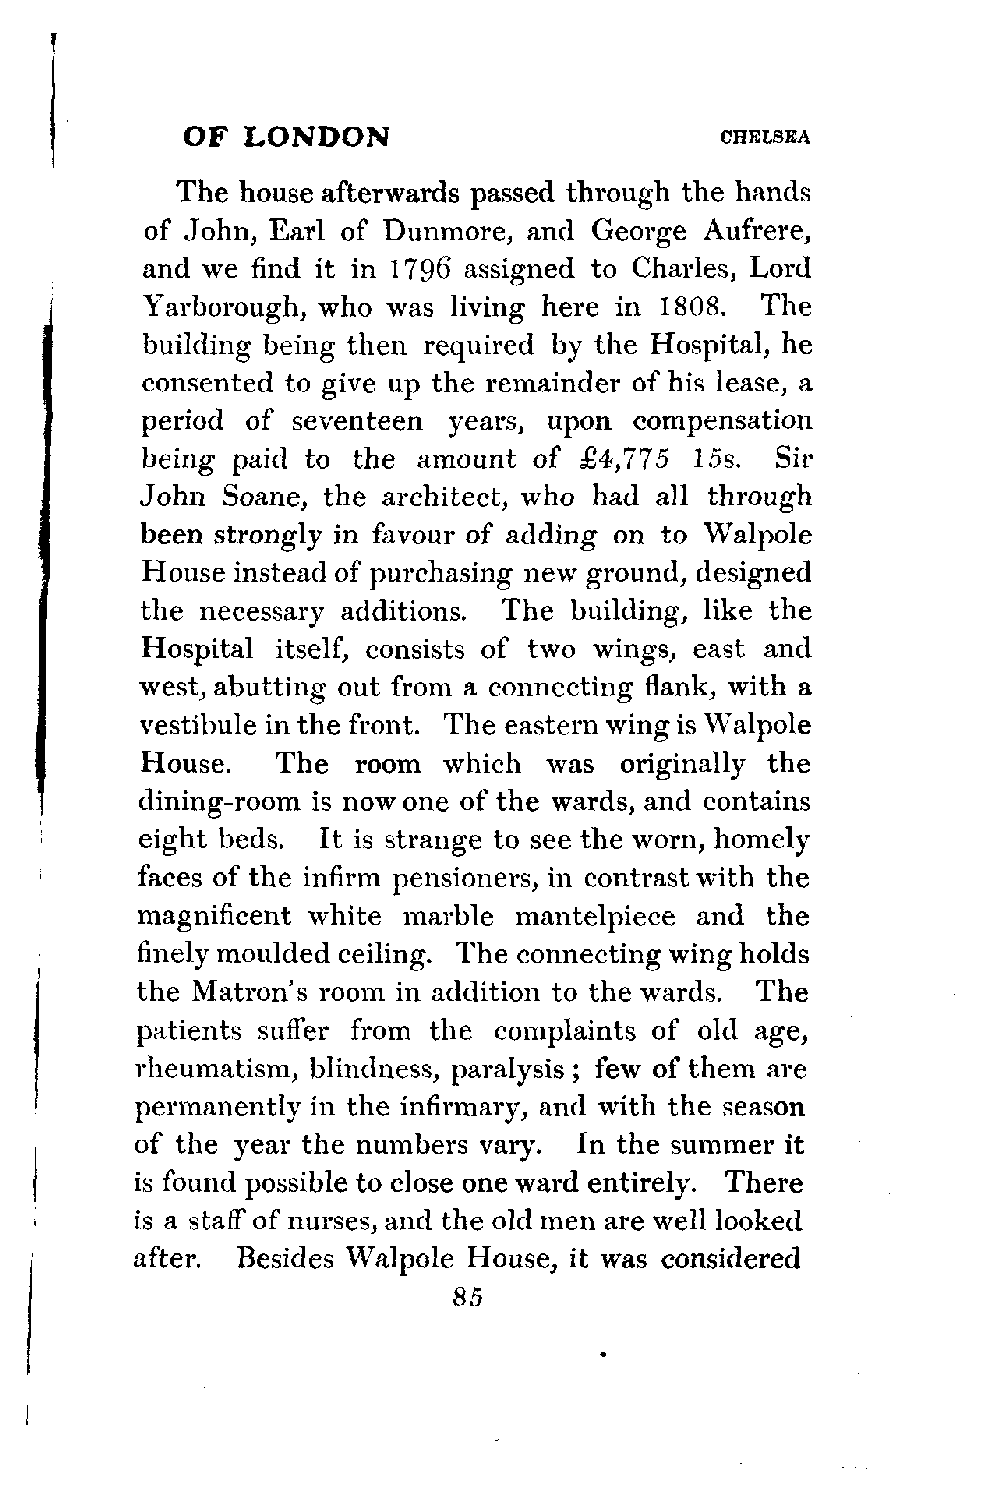 OF LONDON CHELSEA
The house afterwards passed through the hands
of John, Earl of Dunmore, and George Aufrere,
and we find it in 1796 assigned to Charles, Lord
Yarborough, who was living here in 1808. The
building being then required by the Hospital, he
consented to give up the remainder of his lease, a
period of seventeen years, upon compensation
being paid to the amount of £4,775 15s. Sir
John Soane, the architect, who had all through
been strongly in favour of adding on to Walpole
House instead of purchasing new ground, designed
the necessary additions. The building, like the
Hospital itself, consists of two wings, east and
west, abutting out from a connecting flank, with a
vestibule in the front. The eastern wing is Walpole
House. The room which was originally the
dining-room is now one of the wards, and contains
eight beds. It is strange to see the worn, homely
faces of the infirm pensioners, in contrast with the
magnificent white marble mantelpiece and the
finely moulded ceiling. The connecting wing holds
the Matron's room in addition to the wards. The
patients suffer from the complaints of old age,
rheumatism, blindness, paralysis; few of them are
permanently in the infirmary, and with the season
of the year the numbers vary. In the summer it
is found possible to close one ward entirely. There
is a staff of nurses, and the old men are well looked
after. Besides Walpole House, it was considered
85